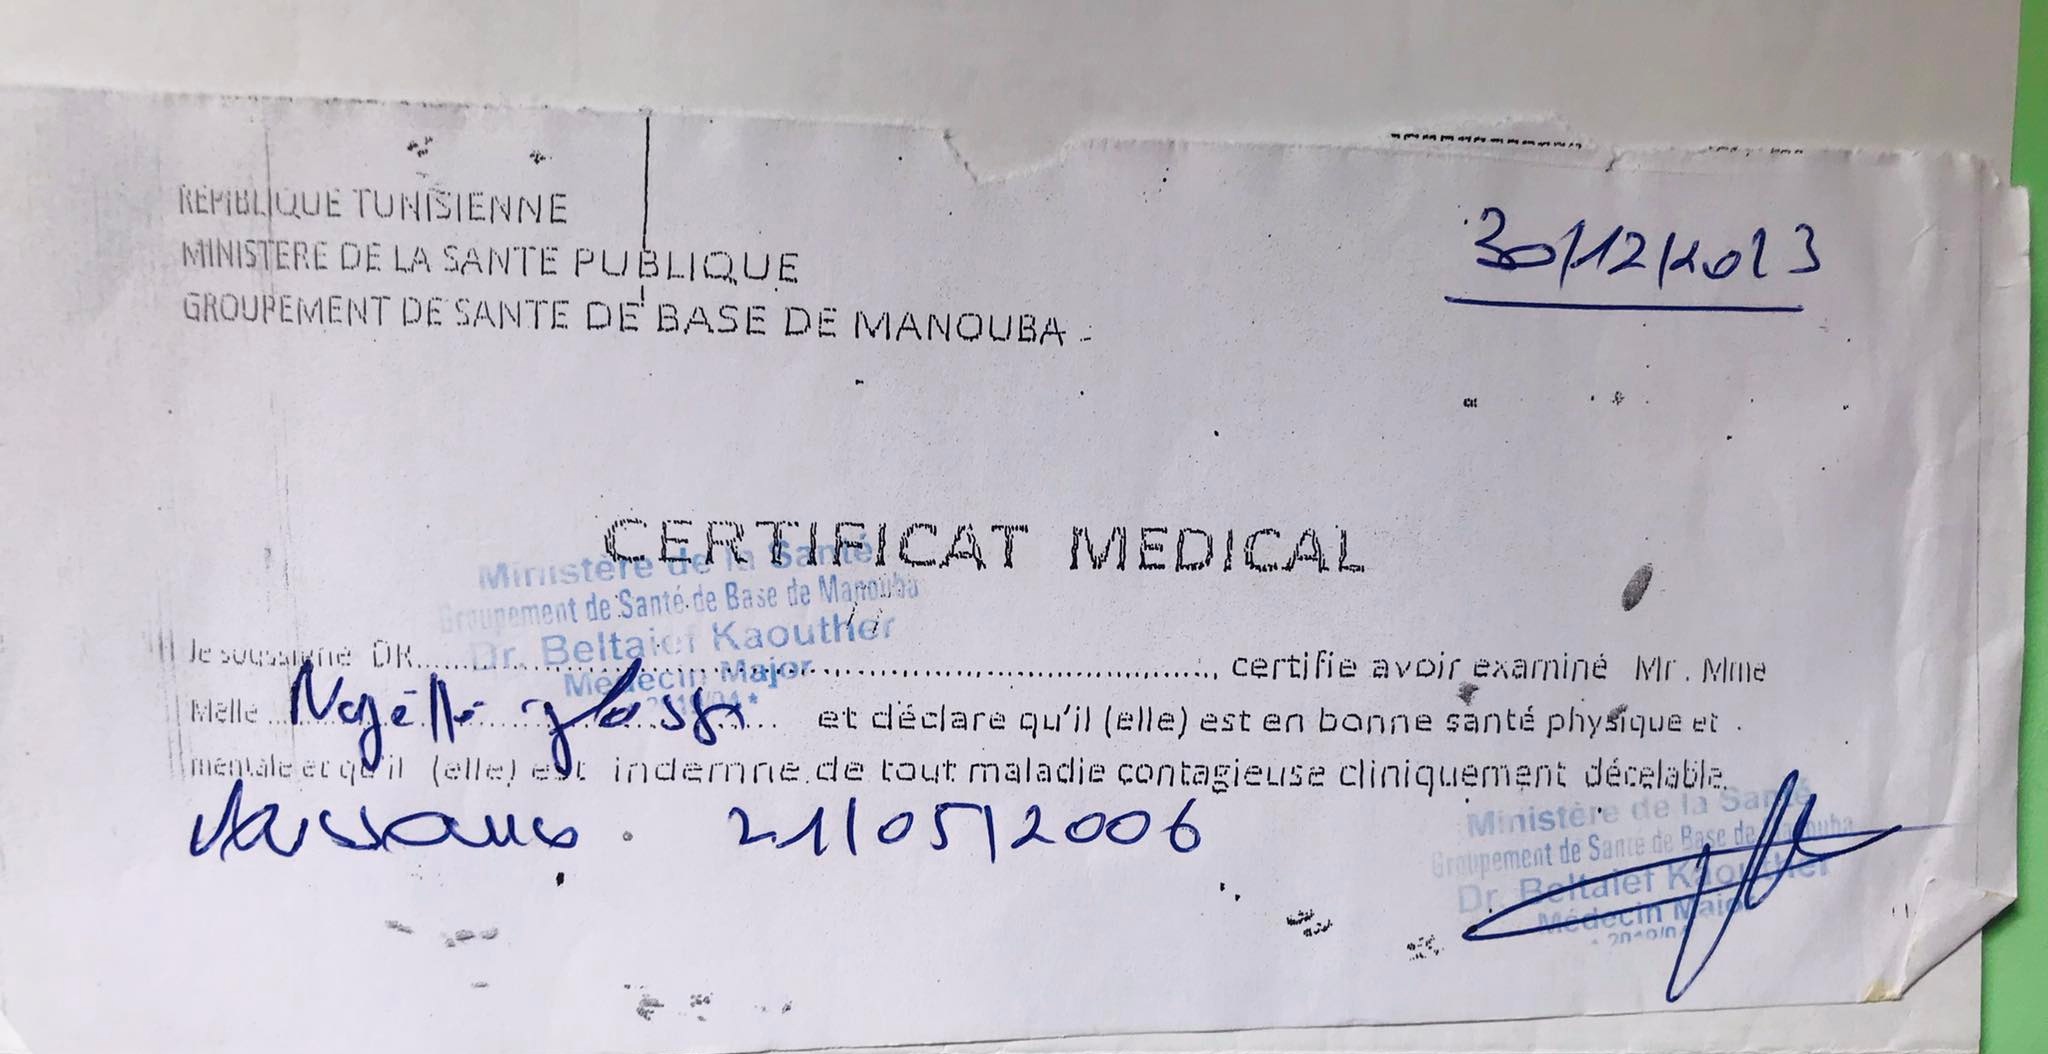 REPUBLIQUE TUNISIENNE
MINISTERE DE LA SANTE PUBLIQUE
GROUPEMENT DE SANTE DE BASE DE MANOUBA
30/12/2023
CERTIFICAT MEDICAL
Ministère de la Santé
Groupement de Santé de Base de Manouba
Dr. Beltaief Kaouther
Médecin Major
Je soussigné DR.......... certifie avoir examiné Mr. Mme
Melle .......... et déclare qu'il (elle) est en bonne santé physique et
mentale et qu'il (elle) est indemne de tout maladie contagieuse cliniquement décelable.
21/05/2006
Ministère de la Santé
Groupement de Santé de Base de Manouba
Dr. Beltaief Kaouther
Médecin Major